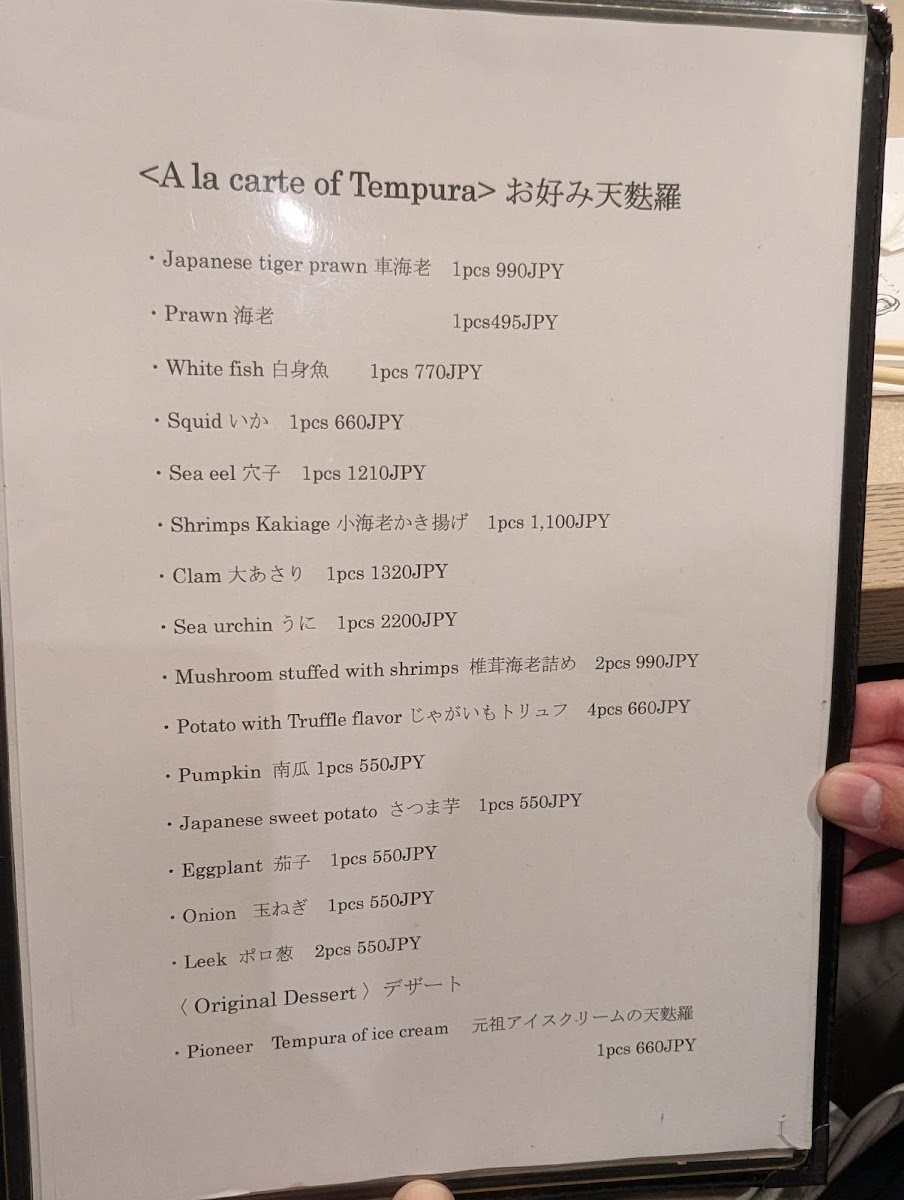 <A la carte of Tempura> お好み天麩羅
・Japanese tiger prawn 車海老　1pcs 990JPY
・Prawn 海老　1pcs495JPY
・White fish 白身魚　1pcs 770JPY
・Squid いか　1pcs 660JPY
・Sea eel 穴子　1pcs 1210JPY
・Shrimps Kakiage 小海老かき揚げ　1pcs 1,100JPY
・Clam 大あさり　1pcs 1320JPY
・Sea urchin うに　1pcs 2200JPY
・Mushroom stuffed with shrimps 椎茸海老詰め　2pcs 990JPY
・Potato with Truffle flavor じゃがいもトリュフ　4pcs 660JPY
・Pumpkin 南瓜 1pcs 550JPY
・Japanese sweet potato さつま芋　1pcs 550JPY
・Eggplant 茄子　1pcs 550JPY
・Onion 玉ねぎ　1pcs 550JPY
・Leek ポロ葱　2pcs 550JPY
〈 Original Dessert 〉 デザート
・Pioneer　Tempura of ice cream　元祖アイスクリームの天麩羅
1pcs 660JPY